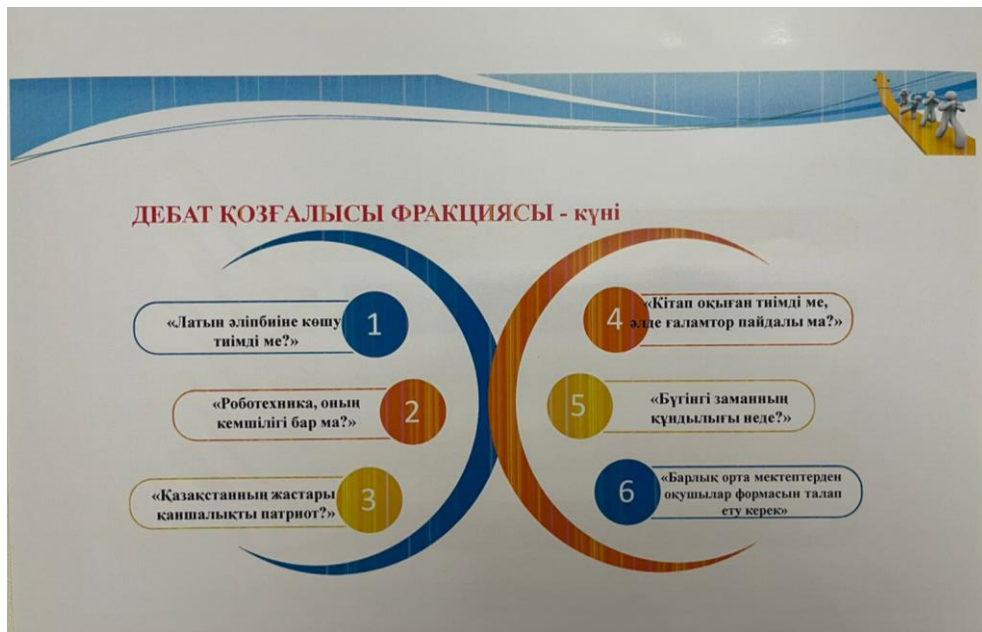 ДЕБАТ ҚОЗҒАЛЫСЫ ФРАКЦИЯСЫ - күні
«Латын әліпбиіне көшу
тиімді ме?»
1
«Роботехника, оның
кемшілігі бар ма?»
2
«Қазақстанның жастары
қаншалықты патриот?»
3
4
«Кітап оқыған тиімді ме,
әлде ғаламтор пайдалы ма?»
5
«Бүгінгі заманның
құндылығы неде?»
6
«Барлық орта мектептерден
оқушылар формасын талап
ету керек»